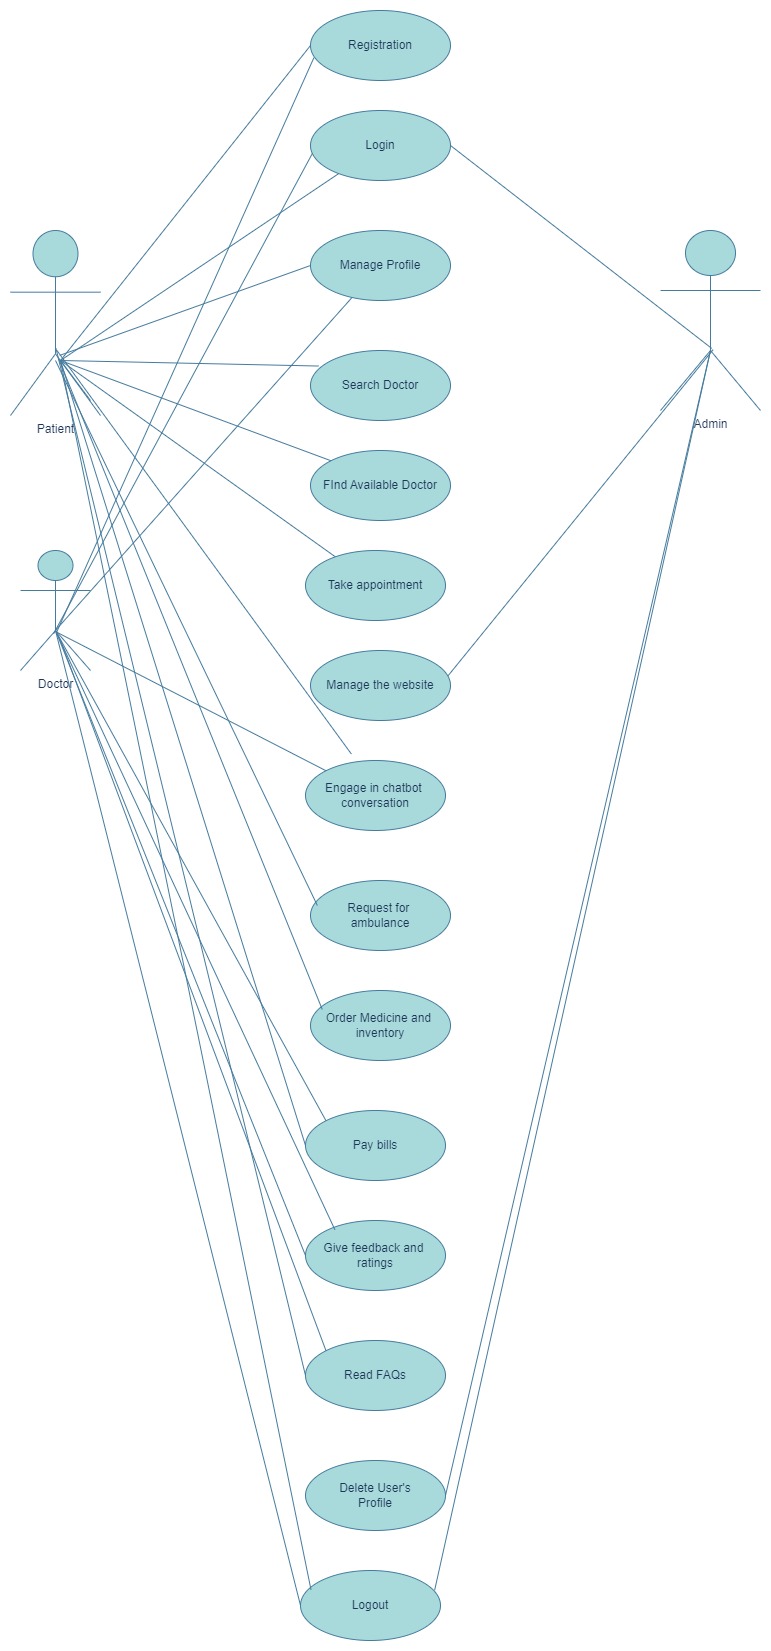 Registration
Login
Manage Profile
Search Doctor
Patient
Admin
FInd Available Doctor
Take appointment
Doctor
Manage the website
Engage in chatbot
conversation
Request for
ambulance
Order Medicine and
inventory
Pay bills
Give feedback and
ratings
Read FAQs
Delete User's
Profile
Logout